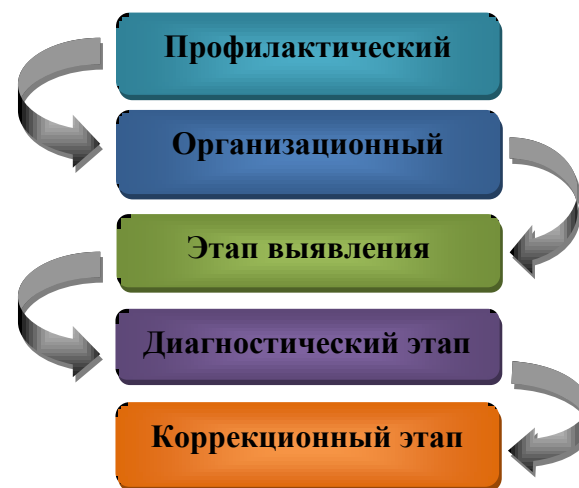 Профилактический
Организационный
Этап выявления
Диагностический этап
Коррекционный этап